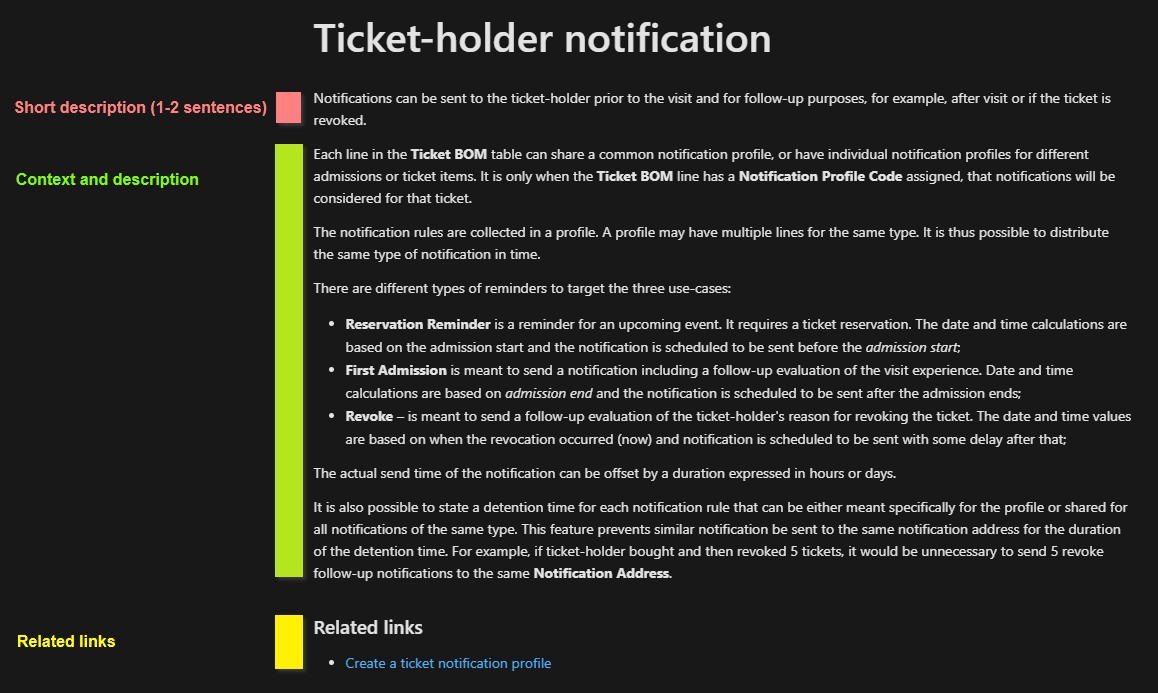 Ticket-holder notification
Short description (1-2 sentences)
Notifications can be sent to the ticket-holder prior to the visit and for follow-up purposes, for example, after visit or if the ticket is
revoked.
Context and description
Each line in the Ticket BOM table can share a common notification profile, or have individual notification profiles for different
admissions or ticket items. It is only when the Ticket BOM line has a Notification Profile Code assigned, that notifications will be
considered for that ticket.
The notification rules are collected in a profile. A profile may have multiple lines for the same type. It is thus possible to distribute
the same type of notification in time.
There are different types of reminders to target the three use-cases:
• Reservation Reminder is a reminder for an upcoming event. It requires a ticket reservation. The date and time calculations are
based on the admission start and the notification is scheduled to be sent before the admission start;
• First Admission is meant to send a notification including a follow-up evaluation of the visit experience. Date and time
calculations are based on admission end and the notification is scheduled to be sent after the admission ends;
• Revoke – is meant to send a follow-up evaluation of the ticket-holder's reason for revoking the ticket. The date and time values
are based on when the revocation occurred (now) and notification is scheduled to be sent with some delay after that;
The actual send time of the notification can be offset by a duration expressed in hours or days.
It is also possible to state a detention time for each notification rule that can be either meant specifically for the profile or shared for
all notifications of the same type. This feature prevents similar notification be sent to the same notification address for the duration
of the detention time. For example, if ticket-holder bought and then revoked 5 tickets, it would be unnecessary to send 5 revoke
follow-up notifications to the same Notification Address.
Related links
Related links
• Create a ticket notification profile